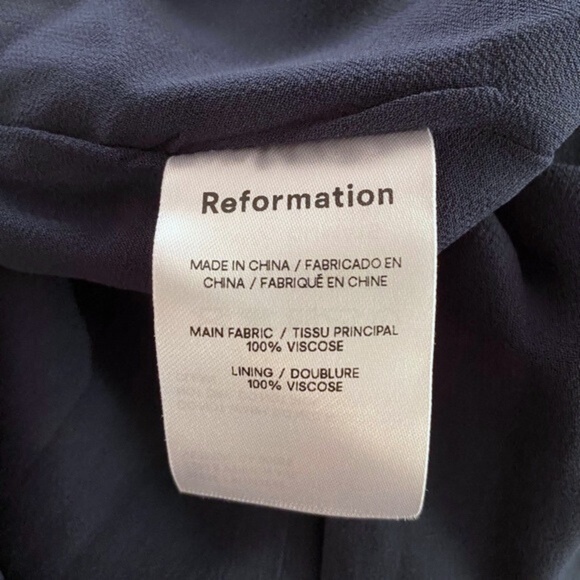 Reformation
MADE IN CHINA / FABRICADO EN
CHINA / FABRIQUÉ EN CHINE
MAIN FABRIC / TISSU PRINCIPAL
100% VISCOSE
LINING / DOUBLURE
100% VISCOSE